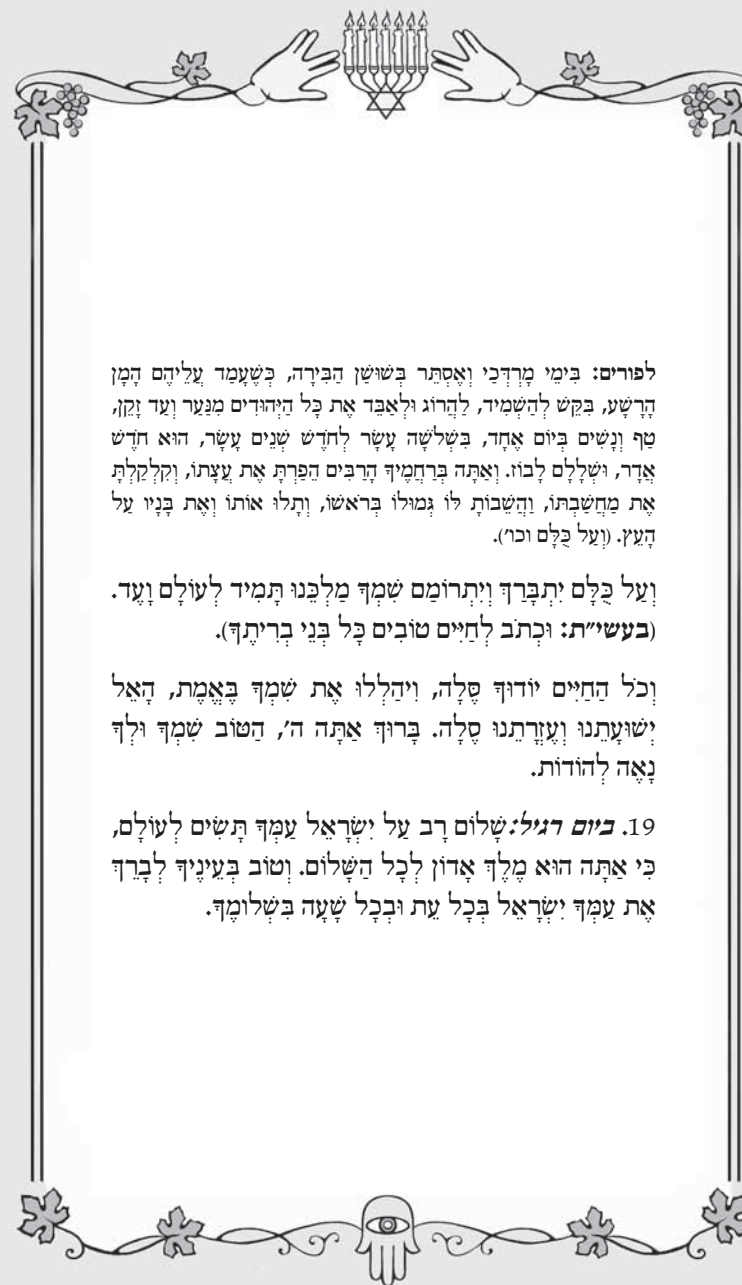 לפורים: בִּימֵי מָרְדְּכַי וְאֶסְתֵּר בְּשׁוּשַׁן הַבִּירָה, כְּשֶׁעָמַד עֲלֵיהֶם הָמָן
הָרָשָׁע, בִּקֵּשׁ לְהַשְׁמִיד, לַהֲרוֹג וּלְאַבֵּד אֶת כָּל הַיְּהוּדִים מִנַּעַר וְעַד זָקֵן,
טַף וְנָשִׁים בְּיוֹם אֶחָד, בִּשְׁלֹשָׁה עָשָׂר לְחֹדֶשׁ שְׁנֵים עָשָׂר, הוּא חֹדֶשׁ
אֲדָר, וּשְׁלָלָם לָבוֹז. וְאַתָּה בְּרַחֲמֶיךָ הָרַבִּים הֵפַרְתָּ אֶת עֲצָתוֹ, וְקִלְקַלְתָּ
אֶת מַחֲשַׁבְתּוֹ, וַהֲשֵׁבוֹתָ לּוֹ גְּמוּלוֹ בְּרֹאשׁוֹ, וְתָלוּ אוֹתוֹ וְאֶת בָּנָיו עַל
הָעֵץ. (וְעַל כֻּלָּם וכו׳).
וְעַל כֻּלָּם יִתְבָּרַךְ וְיִתְרוֹמַם שִׁמְךָ מַלְכֵּנוּ תָּמִיד לְעוֹלָם וָעֶד.
(בעשי״ת: וּכְתֹב לְחַיִּים טוֹבִים כָּל בְּנֵי בְרִיתֶךָ).
וְכֹל הַחַיִּים יוֹדוּךָ סֶּלָה, וִיהַלְלוּ אֶת שִׁמְךָ בֶּאֱמֶת, הָאֵל
יְשׁוּעָתֵנוּ וְעֶזְרָתֵנוּ סֶלָה. בָּרוּךְ אַתָּה ה׳, הַטּוֹב שִׁמְךָ וּלְךָ
נָאֶה לְהוֹדוֹת.
19. ביום רגיל: שָׁלוֹם רָב עַל יִשְׂרָאֵל עַמְּךָ תָּשִׂים לְעוֹלָם,
כִּי אַתָּה הוּא מֶלֶךְ אָדוֹן לְכָל הַשָּׁלוֹם. וְטוֹב בְּעֵינֶיךָ לְבָרֵךְ
אֶת עַמְּךָ יִשְׂרָאֵל בְּכָל עֵת וּבְכָל שָׁעָה בִּשְׁלוֹמֶךָ.